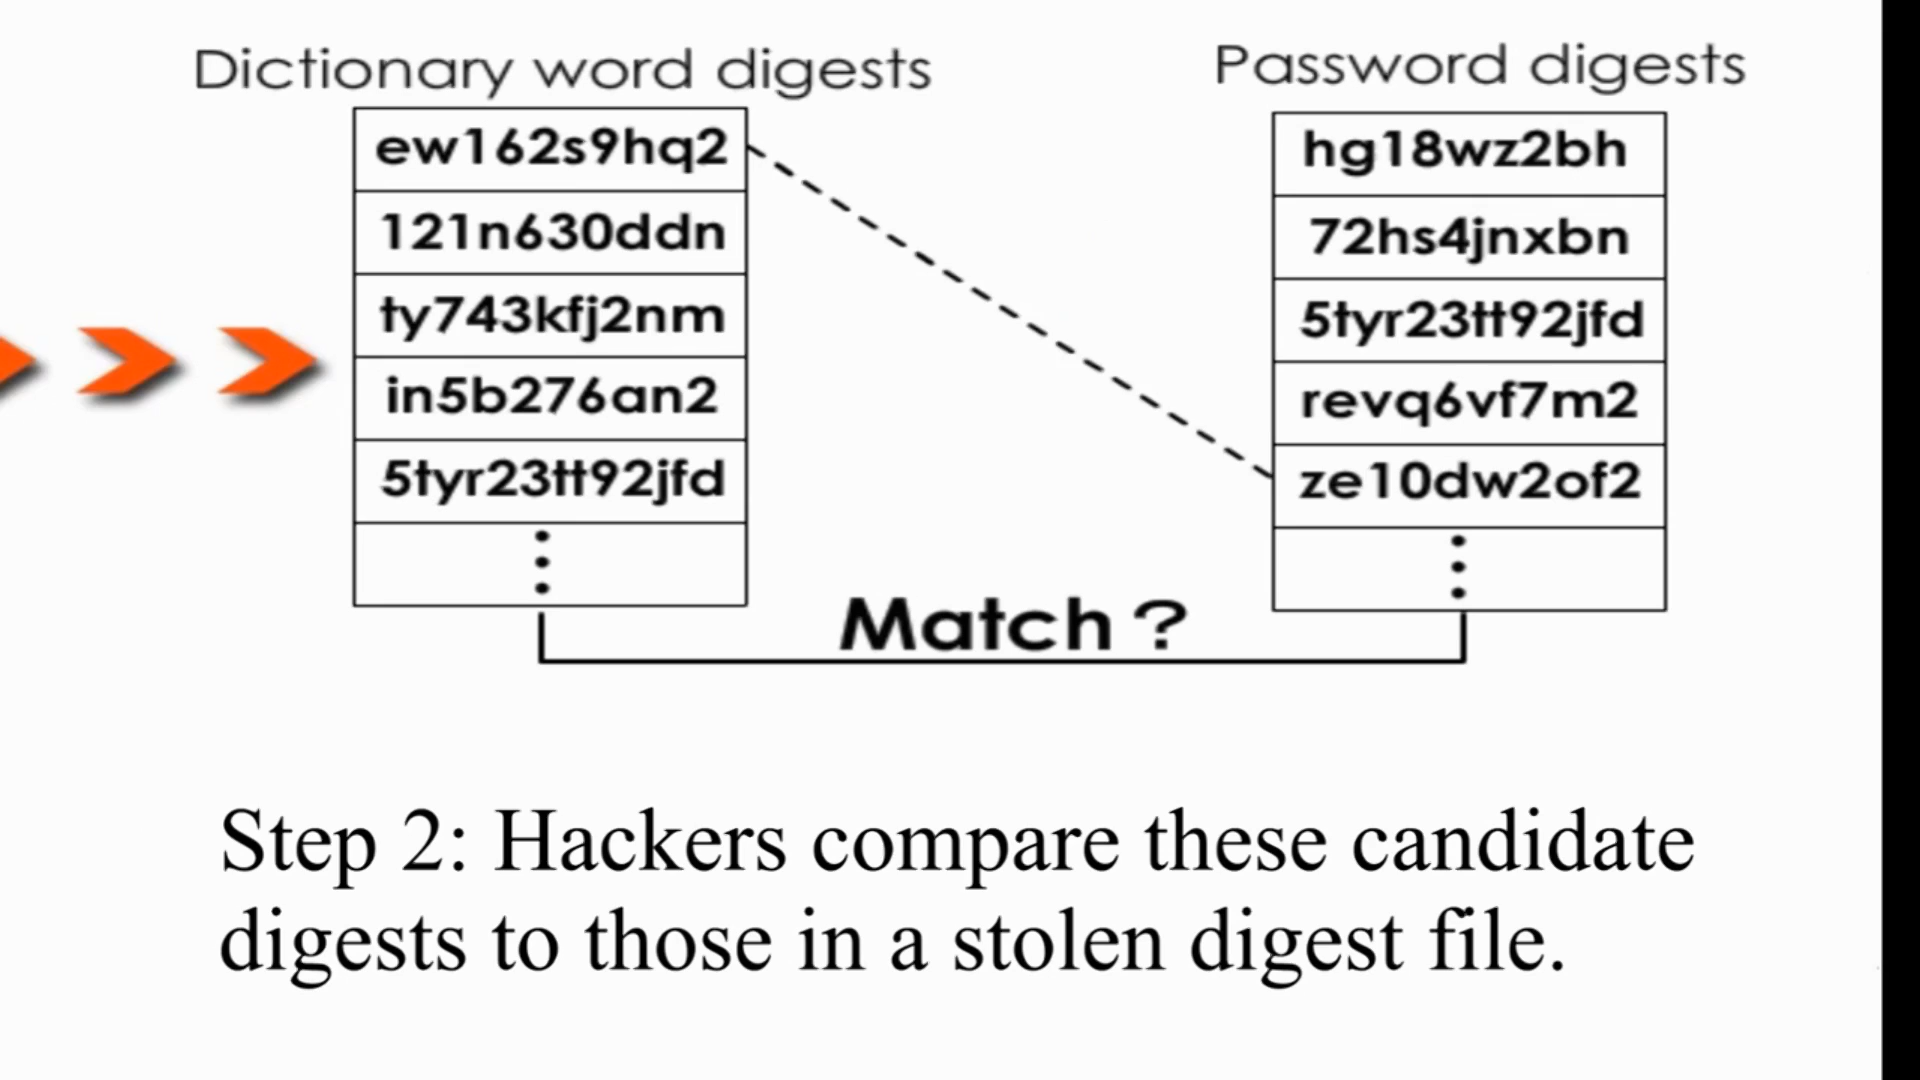 Dictionary word digests
ew162s9hq2
121n630ddn
ty743kfj2nm
in5b276an2
5tyr23tt92jfd
Password digests
hg18wz2bh
72hs4jnxbn
5tyr23tt92jfd
revq6vf7m2
ze10dw2of2
Match ?
Step 2: Hackers compare these candidate
digests to those in a stolen digest file.